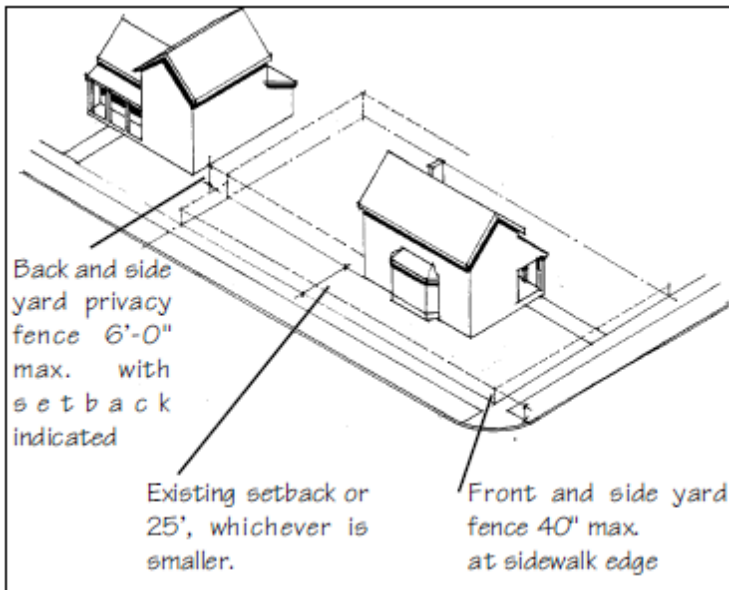 Back and side
yard privacy
fence 6'-0"
max. with
setback
indicated
Existing setback or
25', whichever is
smaller.
Front and side yard
fence 40" max.
at sidewalk edge